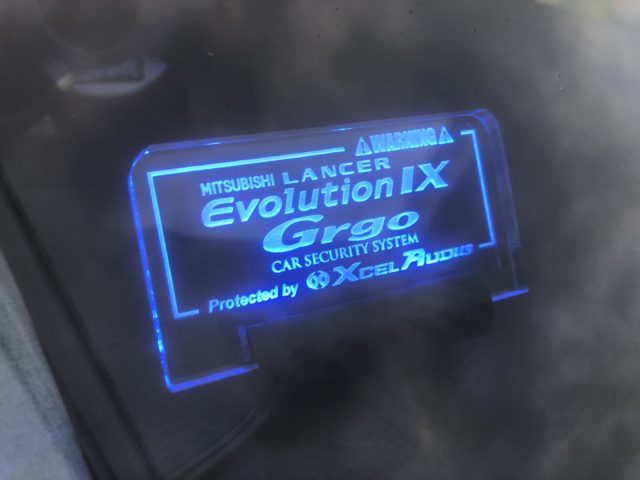 WARNING
MITSUBISHI LANCER
Evolution IX
Grgo
CAR SECURITY SYSTEM
Protected by XCEL AUDIO